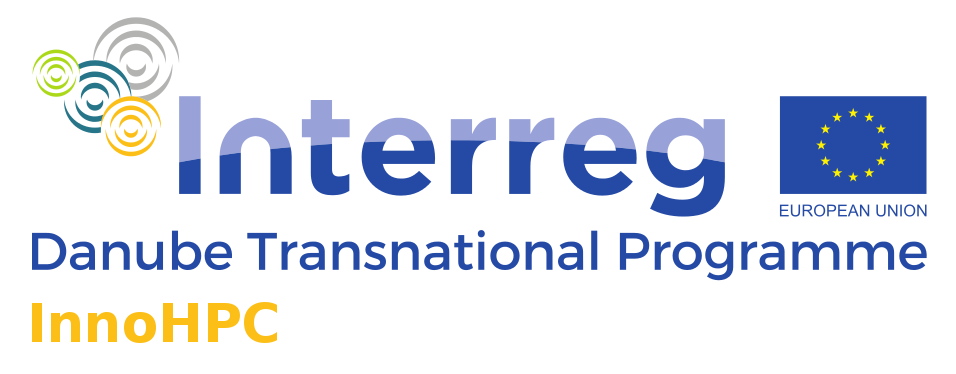 Interreg
EUROPEAN UNION
Danube Transnational Programme
InnoHPC